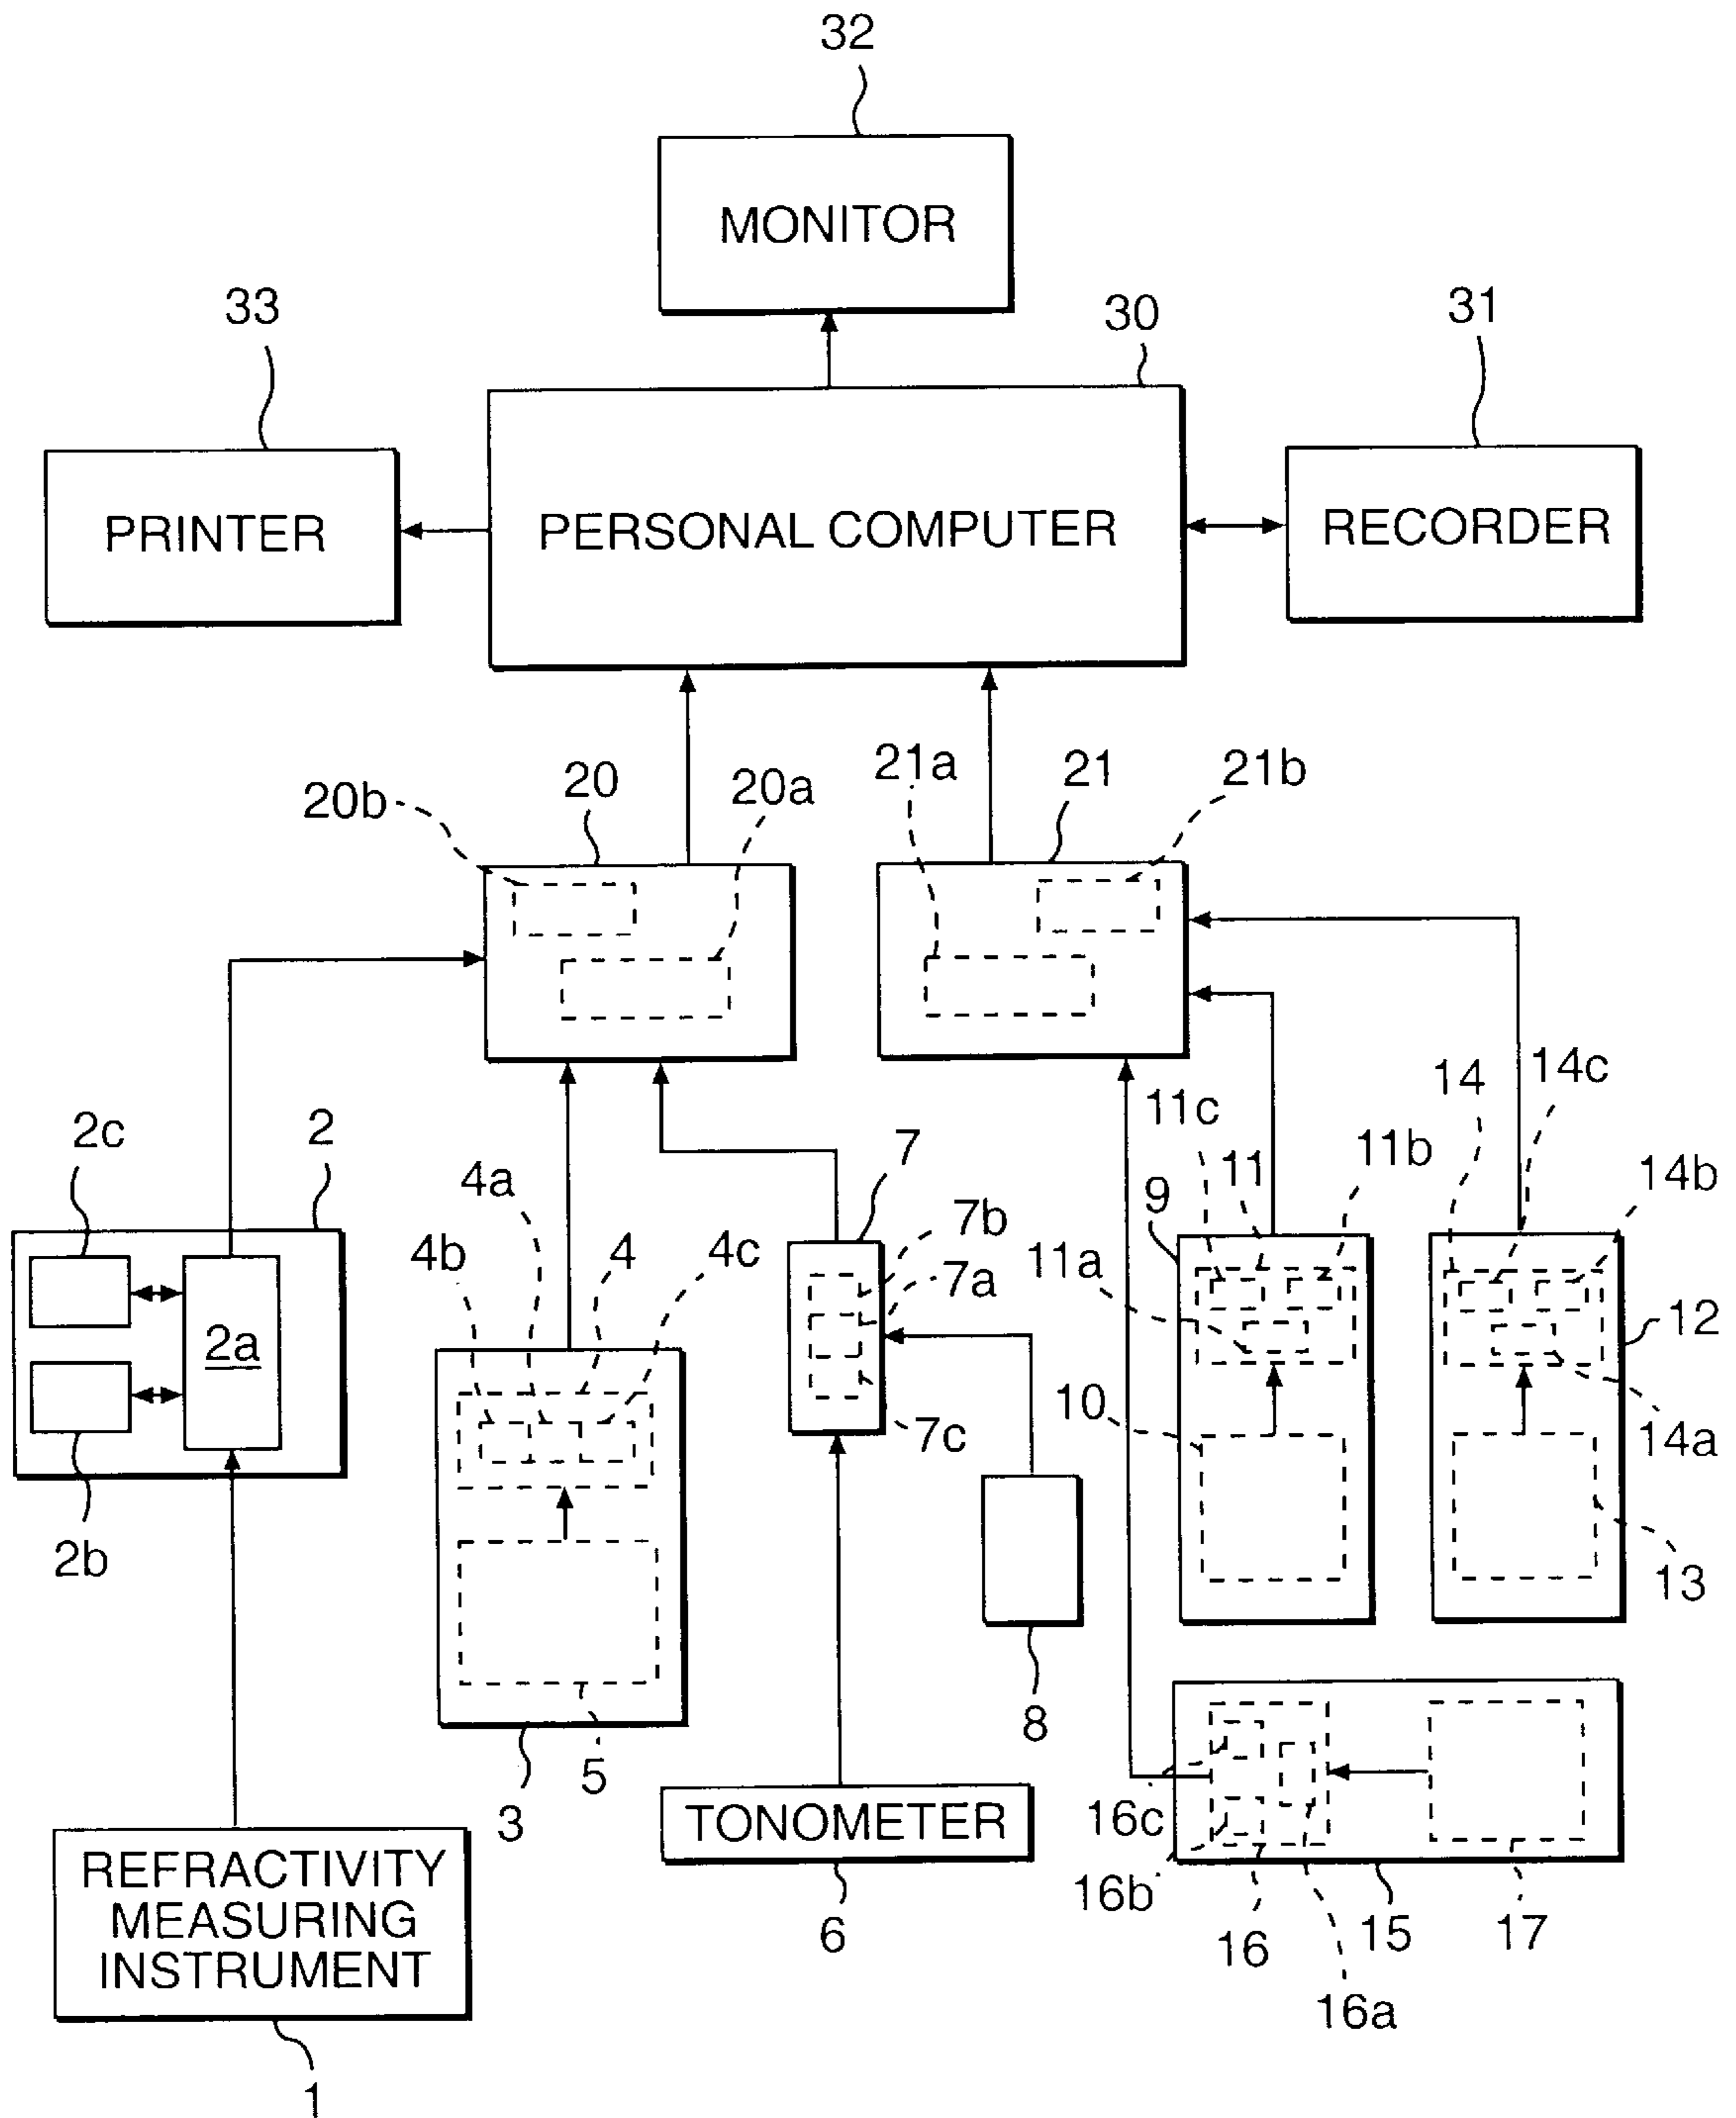 32
MONITOR
33
30
31
PRINTER
PERSONAL COMPUTER
RECORDER
20b
20
20a
21a
21
21b
2c
2
4a
4b
4
4c
7
7b
7a
7c
11c
11
11b
14
14c
14b
9
11a
12
2a
10
14a
2b
13
8
5
3
TONOMETER
16c
16b
6
16
15
17
16a
REFRACTIVITY
MEASURING
INSTRUMENT
1